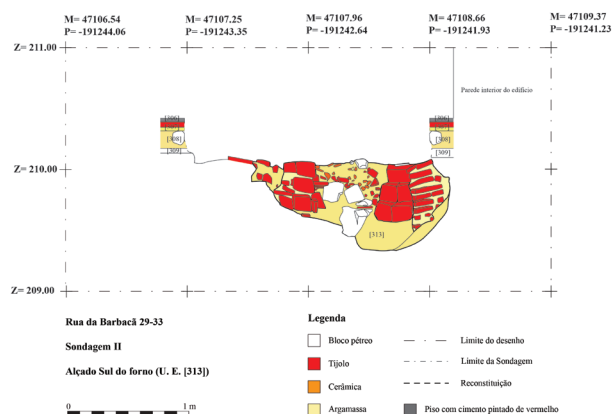 M= 47106.54 M= 47107.25 M= 47107.96 M= 47108.66 M= 47109.37
P= -191244.06 P= -191243.35 P= -191242.64 P= -191241.93 P= -191241.23
Z= 211.00
Parede interior do edifício
[306] [306]
[308] [308]
[309] [309]
Z= 210.00
[313]
Z= 209.00
Rua da Barbacã 29-33
Sondagem II
Alçado Sul do forno (U. E. [313])
0 1 m
Legenda
Bloco pétreo
Tijolo
Cerâmica
Argamassa
Limite do desenho
Limite da Sondagem
Reconstituição
Piso com cimento pintado de vermelho